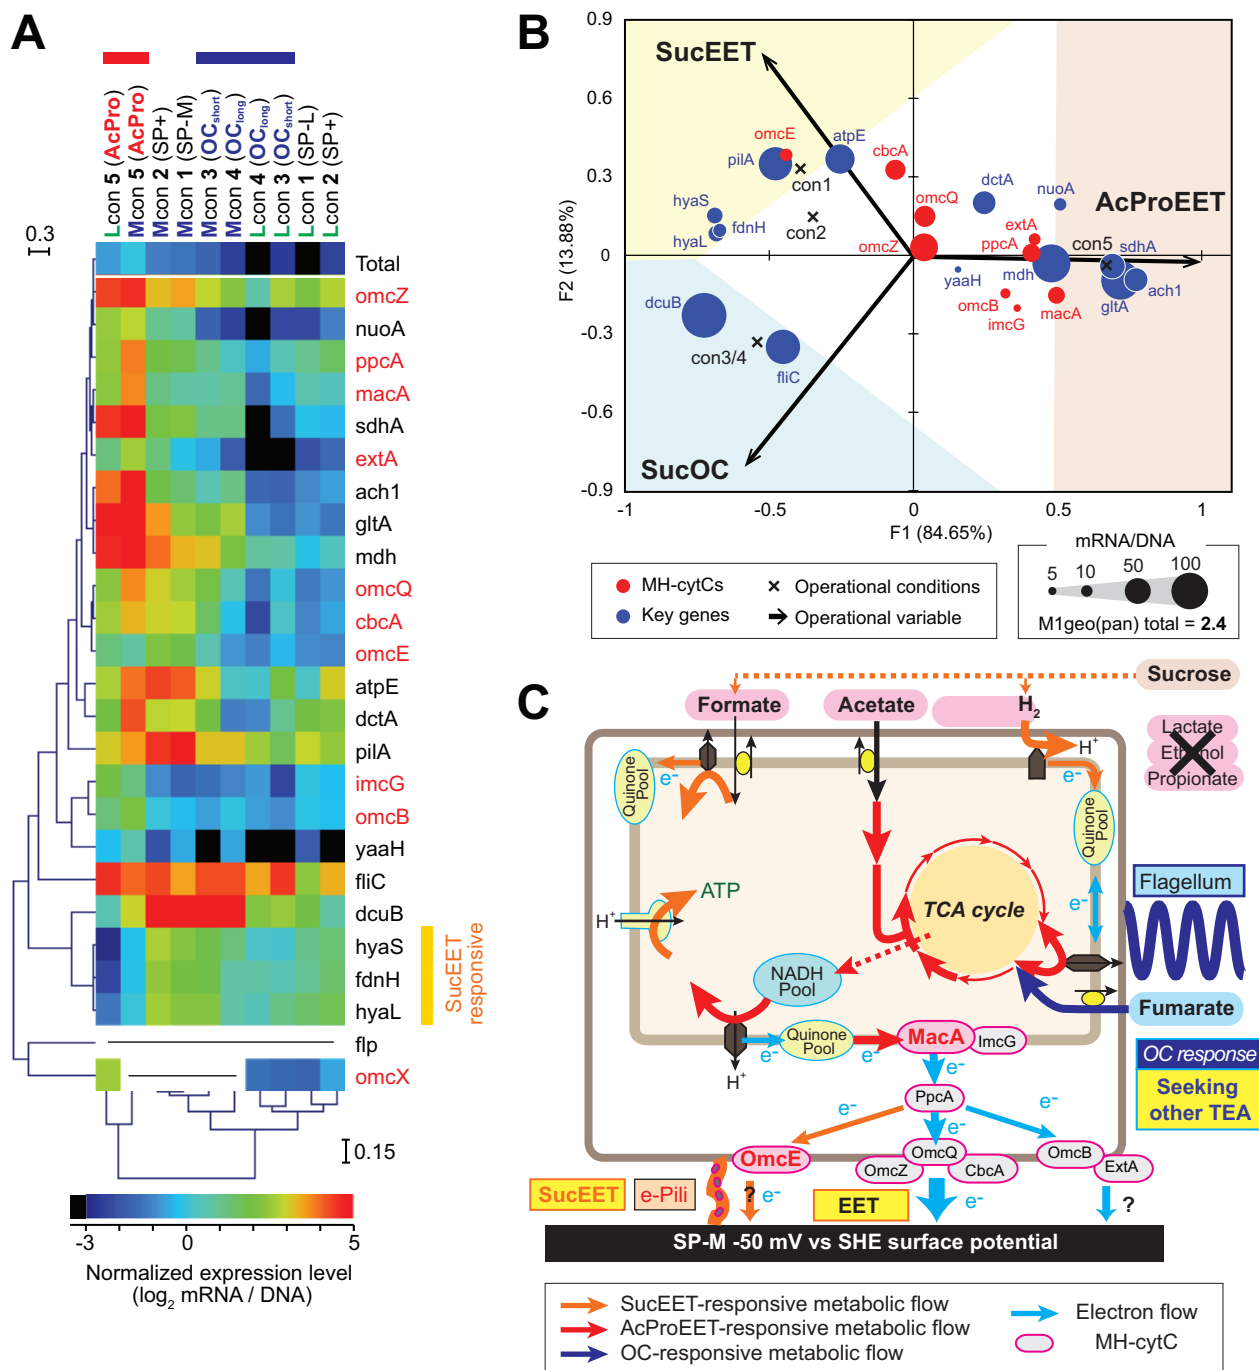 A
Lcon 5 (AcPro)
Mcon 5 (AcPro)
Mcon 2 (SP+)
Mcon 1 (SP-M)
Mcon 3 (OCshort)
Mcon 4 (OClong)
Lcon 4 (OClong)
Lcon 3 (OCshort)
Lcon 1 (SP-L)
Lcon 2 (SP+)
0.3
Total
omcZ
nuoA
ppcA
macA
sdhA
extA
ach1
gltA
mdh
omcQ
cbcA
omcE
atpE
dctA
pilA
imcG
omcB
yaaH
fliC
dcuB
hyaS
fdnH
hyaL
flp
omcX
SucEET
responsive
0.15
-3 0 5
Normalized expression level
(log2 mRNA / DNA)
B
0.9
0.6
0.3
0
-0.3
-0.6
-0.9
F2 (13.88%)
-1 -0.5 0 0.5 1
F1 (84.65%)
SucEET
AcProEET
SucOC
omcE
atpE
pilA
con1
cbcA
hyaS
hyaL
fdnH
con2
omcQ
omcZ
dctA
nuoA
extA
ppcA
con5
sdhA
mdh
yaaH
omcB
imcG
macA
gltA
ach1
dcuB
con3/4
fliC
MH-cytCs
Key genes
Operational conditions
Operational variable
mRNA/DNA
5 10 50 100
M1geo(pan) total = 2.4
C
Sucrose
Formate
Acetate
H2
Lactate
Ethanol
Propionate
H+
e-
e-
Quinone
Pool
Quinone
Pool
ATP
H+
TCA cycle
e-
Flagellum
NADH
Pool
Fumarate
H+
e-
Quinone
Pool
e-
MacA
ImcG
OC response
Seeking
other TEA
e-
PpcA
e-
e-
e-
OmcE
OmcQ
OmcZ
CbcA
OmcB
ExtA
SucEET
e-Pili
?
e-
EET
e-
?
SP-M -50 mV vs SHE surface potential
SucEET-responsive metabolic flow
AcProEET-responsive metabolic flow
OC-responsive metabolic flow
Electron flow
MH-cytC